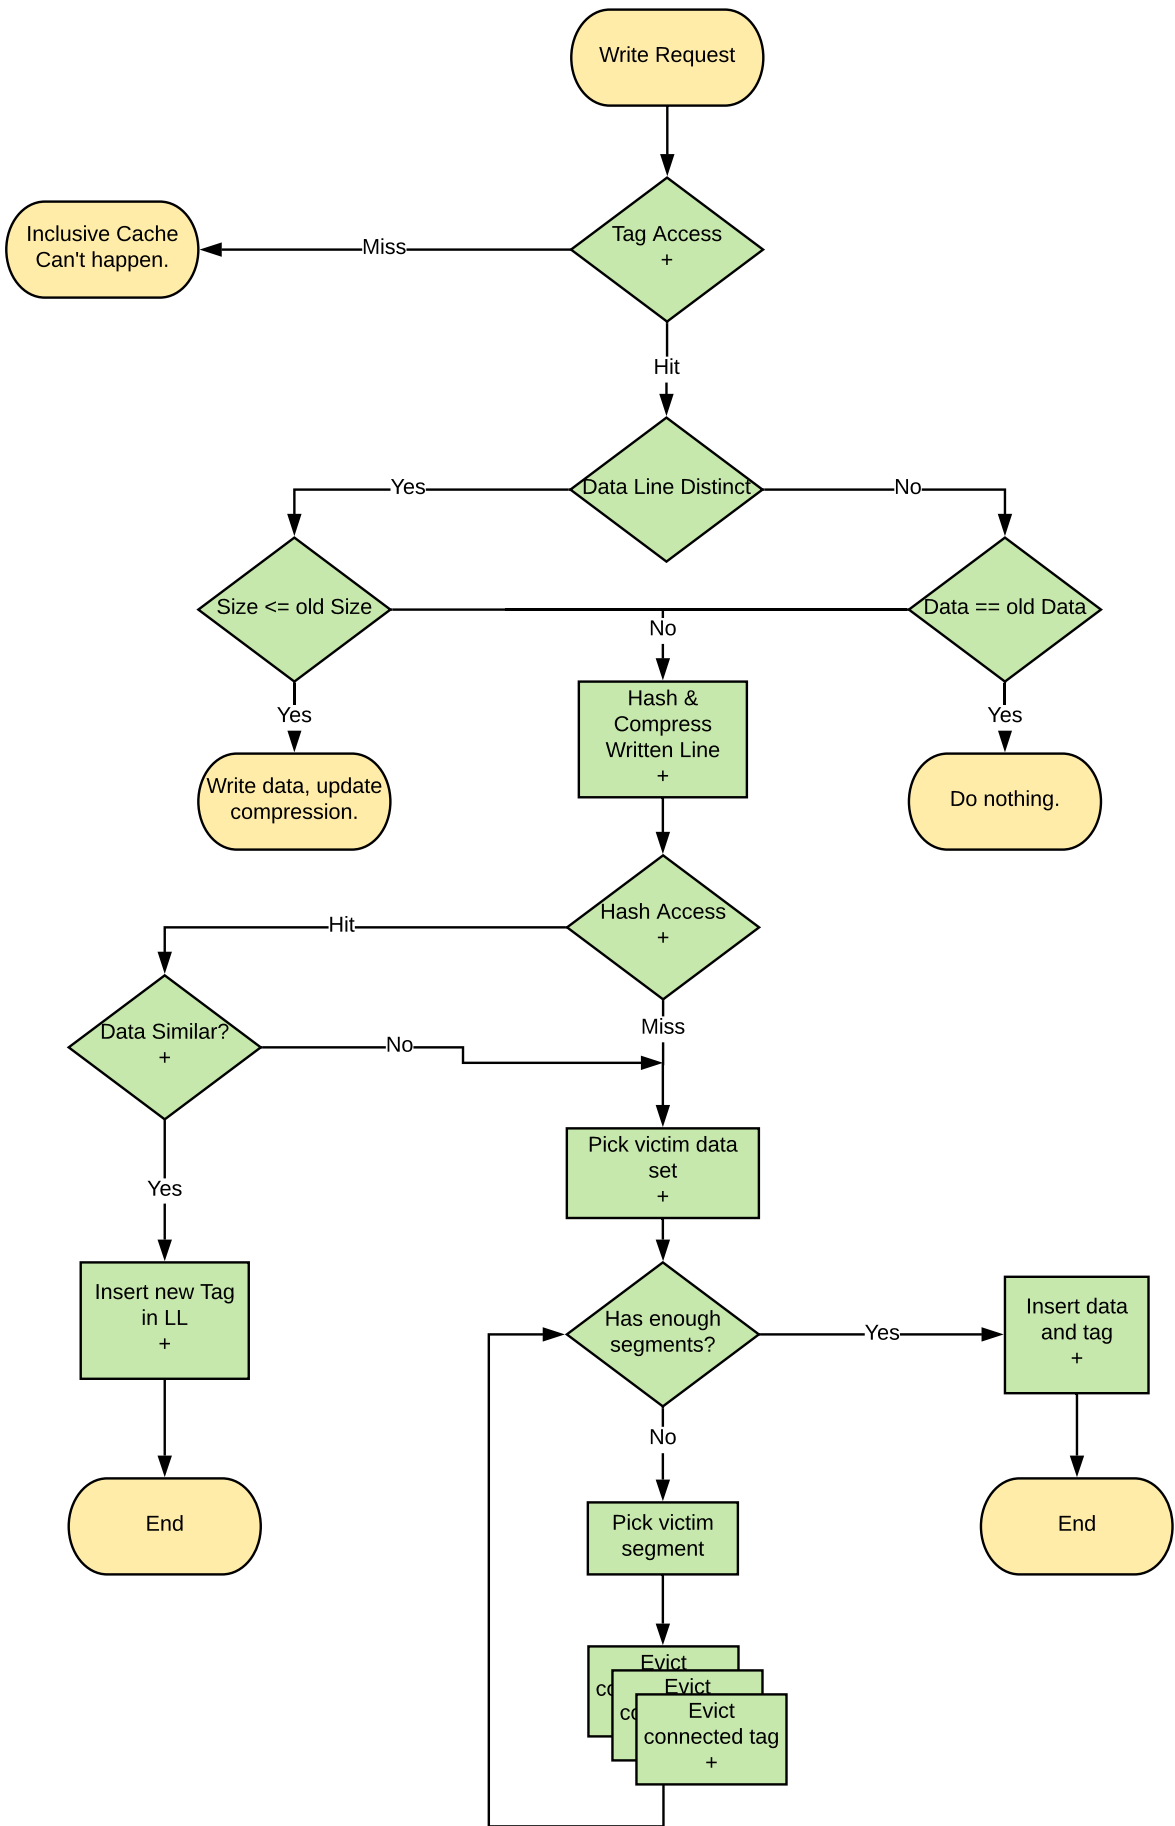 Write Request
Tag Access
+
Inclusive Cache
Can't happen.
Miss
Hit
Data Line Distinct
Yes
No
Size <= old Size
Data == old Data
No
Yes
Yes
Hash &
Compress
Written Line
+
Write data, update
compression.
Do nothing.
Hash Access
+
Hit
Miss
Data Similar?
+
No
Yes
Pick victim data
set
+
Insert new Tag
in LL
+
Has enough
segments?
Yes
Insert data
and tag
+
No
End
End
Pick victim
segment
Evict
Evict
Evict
connected tag
+